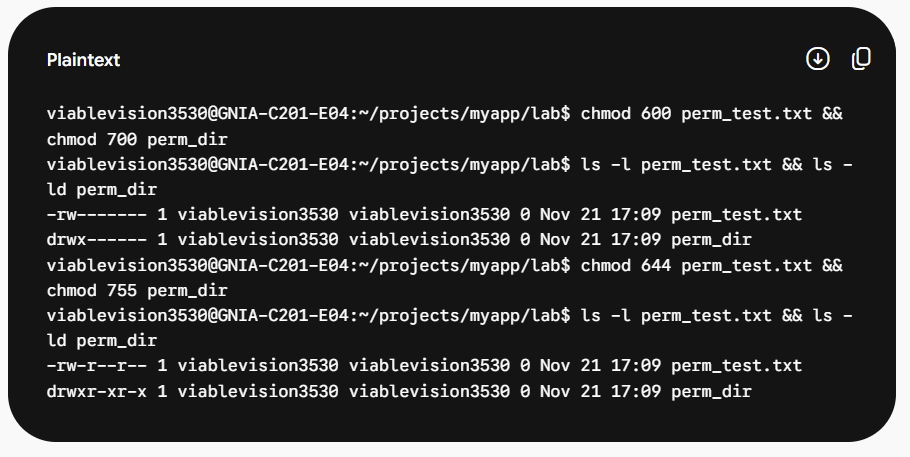 Plaintext
viablevision3530@GNIA-C201-E04:~/projects/myapp/lab$ chmod 600 perm_test.txt &&
chmod 700 perm_dir
viablevision3530@GNIA-C201-E04:~/projects/myapp/lab$ ls -l perm_test.txt && ls -
ld perm_dir
-rw------- 1 viablevision3530 viablevision3530 0 Nov 21 17:09 perm_test.txt
drwx------ 1 viablevision3530 viablevision3530 0 Nov 21 17:09 perm_dir
viablevision3530@GNIA-C201-E04:~/projects/myapp/lab$ chmod 644 perm_test.txt &&
chmod 755 perm_dir
viablevision3530@GNIA-C201-E04:~/projects/myapp/lab$ ls -l perm_test.txt && ls -
ld perm_dir
-rw-r--r-- 1 viablevision3530 viablevision3530 0 Nov 21 17:09 perm_test.txt
drwxr-xr-x 1 viablevision3530 viablevision3530 0 Nov 21 17:09 perm_dir